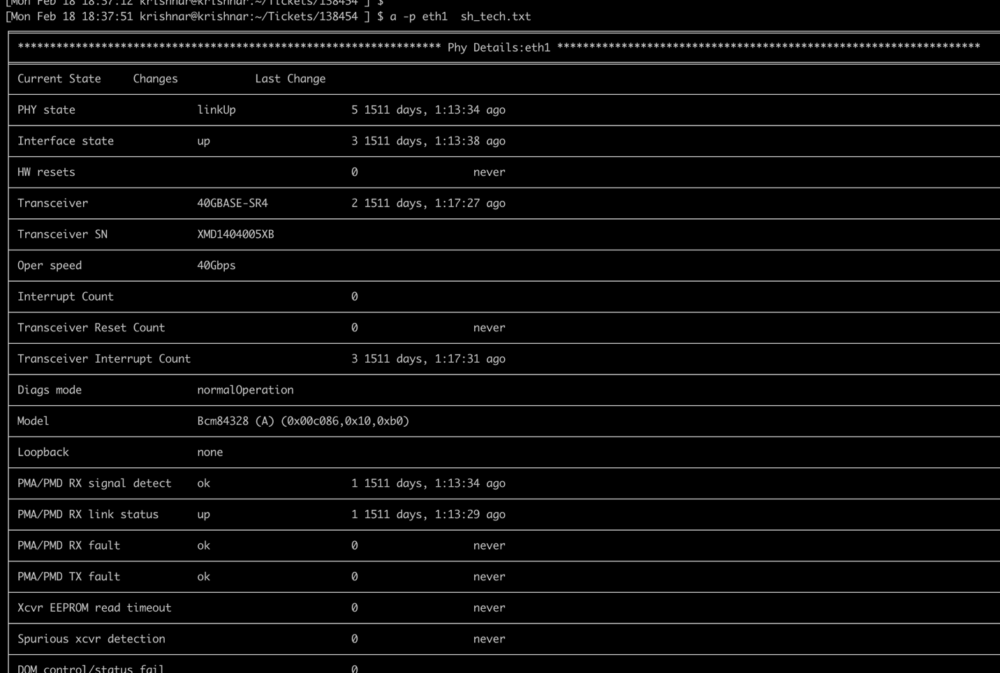 [Mon Feb 18 18:37:12 krishnar@krishnar:~/Tickets/138454 ] $
[Mon Feb 18 18:37:51 krishnar@krishnar:~/Tickets/138454 ] $ a -p eth1  sh_tech.txt
****************************************************************** Phy Details:eth1 ******************************************************************
Current State     Changes            Last Change
PHY state                   linkUp                  5 1511 days, 1:13:34 ago
Interface state             up                      3 1511 days, 1:13:38 ago
HW resets                                           0                  never
Transceiver                 40GBASE-SR4             2 1511 days, 1:17:27 ago
Transceiver SN              XMD1404005XB
Oper speed                  40Gbps
Interrupt Count                                     0
Transceiver Reset Count                             0                  never
Transceiver Interrupt Count                         3 1511 days, 1:17:31 ago
Diags mode                  normalOperation
Model                       Bcm84328 (A) (0x00c086,0x10,0xb0)
Loopback                    none
PMA/PMD RX signal detect    ok                      1 1511 days, 1:13:34 ago
PMA/PMD RX link status      up                      1 1511 days, 1:13:29 ago
PMA/PMD RX fault            ok                      0                  never
PMA/PMD TX fault            ok                      0                  never
Xcvr EEPROM read timeout                            0                  never
Spurious xcvr detection                             0                  never
DOM control/status fail                             0